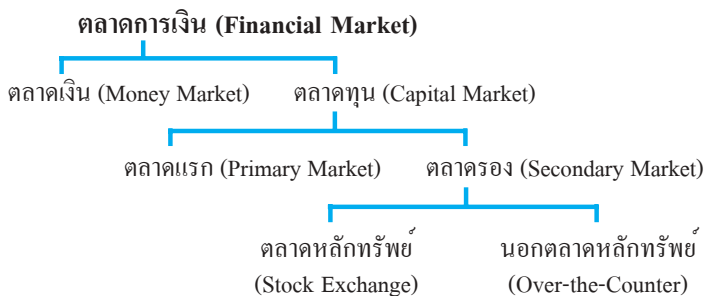 ตลาดการเงิน (Financial Market)
ตลาดเงิน (Money Market) ตลาดทุน (Capital Market)
ตลาดแรก (Primary Market) ตลาดรอง (Secondary Market)
ตลาดหลักทรัพย์ นอกตลาดหลักทรัพย์
(Stock Exchange) (Over-the-Counter)